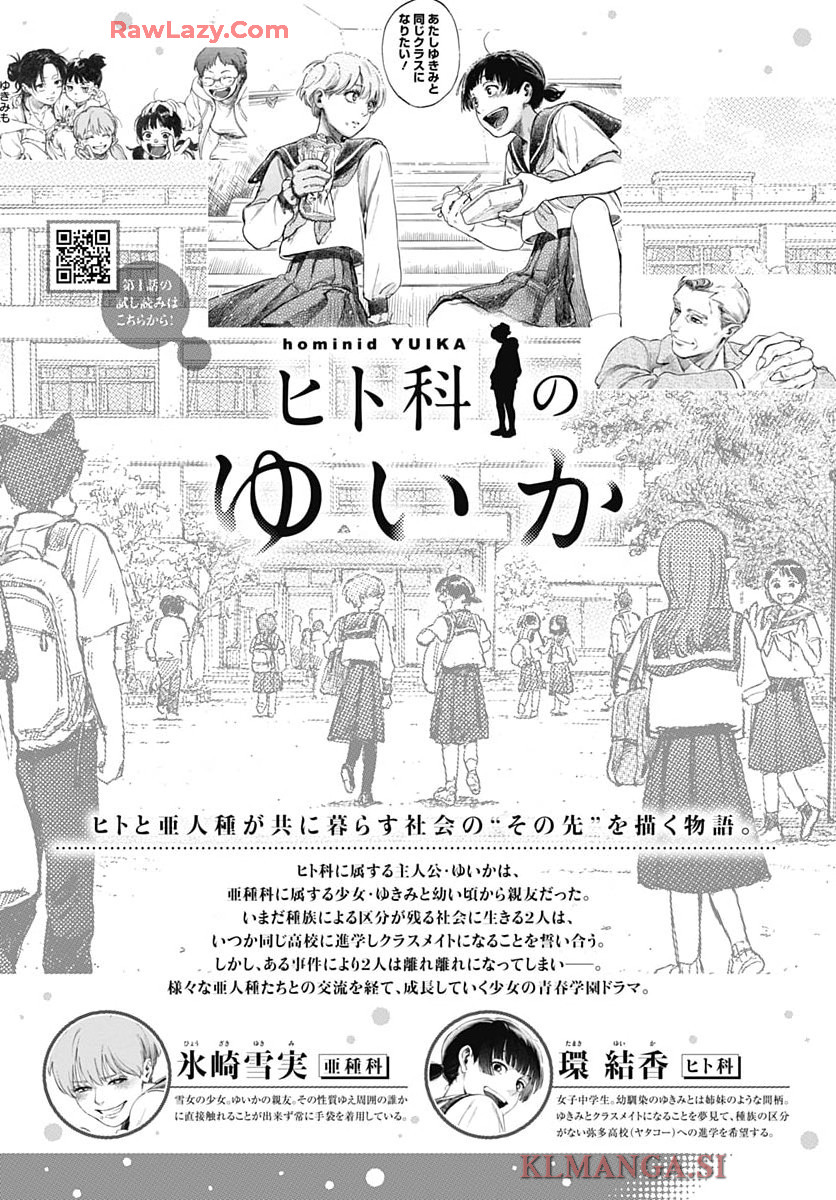 RawLazy.Com
あたしゆきみと
同じクラスに
なりたい!
ゆきみも
第1話の
試し読みは
こちらから!
hominid YUIKA
ヒト科の
ゆいか
ヒトと亜人種が共に暮らす社会の“その先”を描く物語。
ヒト科に属する主人公・ゆいかは、
亜種科に属する少女・ゆきみと幼い頃から親友だった。
いまだ種族による区分が残る社会に生きる2人は、
いつか同じ高校に進学しクラスメイトになることを誓い合う。
しかし、ある事件により2人は離れ離れになってしまい──。
様々な亜人種たちとの交流を経て、成長していく少女の青春学園ドラマ。
ひょう ざき ゆき み
氷崎雪実 亜種科
雪女の少女。ゆいかの親友。その性質ゆえ周囲の誰か
に直接触れることが出来ず常に手袋を着用している。
たまき ゆい か
環 結香 ヒト科
女子中学生。幼馴染のゆきみとは姉妹のような間柄。
ゆきみとクラスメイトになることを夢見て、種族の区分
がない弥多高校(ヤタコー)への進学を希望する。
KLMANGA.SI